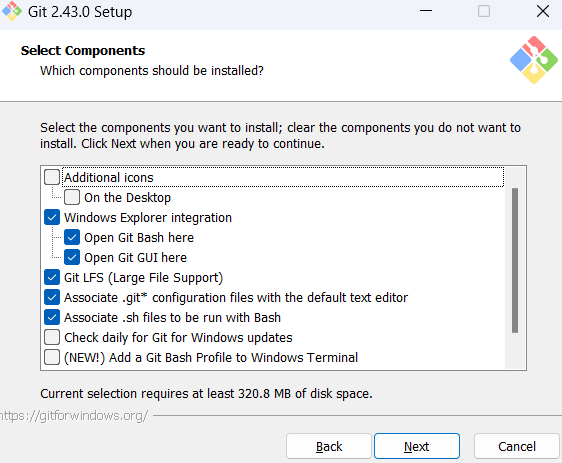 Git 2.43.0 Setup
Select Components
Which components should be installed?
Select the components you want to install; clear the components you do not want to
install. Click Next when you are ready to continue.
Additional icons
On the Desktop
Windows Explorer integration
Open Git Bash here
Open Git GUI here
Git LFS (Large File Support)
Associate .git* configuration files with the default text editor
Associate .sh files to be run with Bash
Check daily for Git for Windows updates
(NEW!) Add a Git Bash Profile to Windows Terminal
Current selection requires at least 320.8 MB of disk space.
https://gitforwindows.org/
Back
Next
Cancel